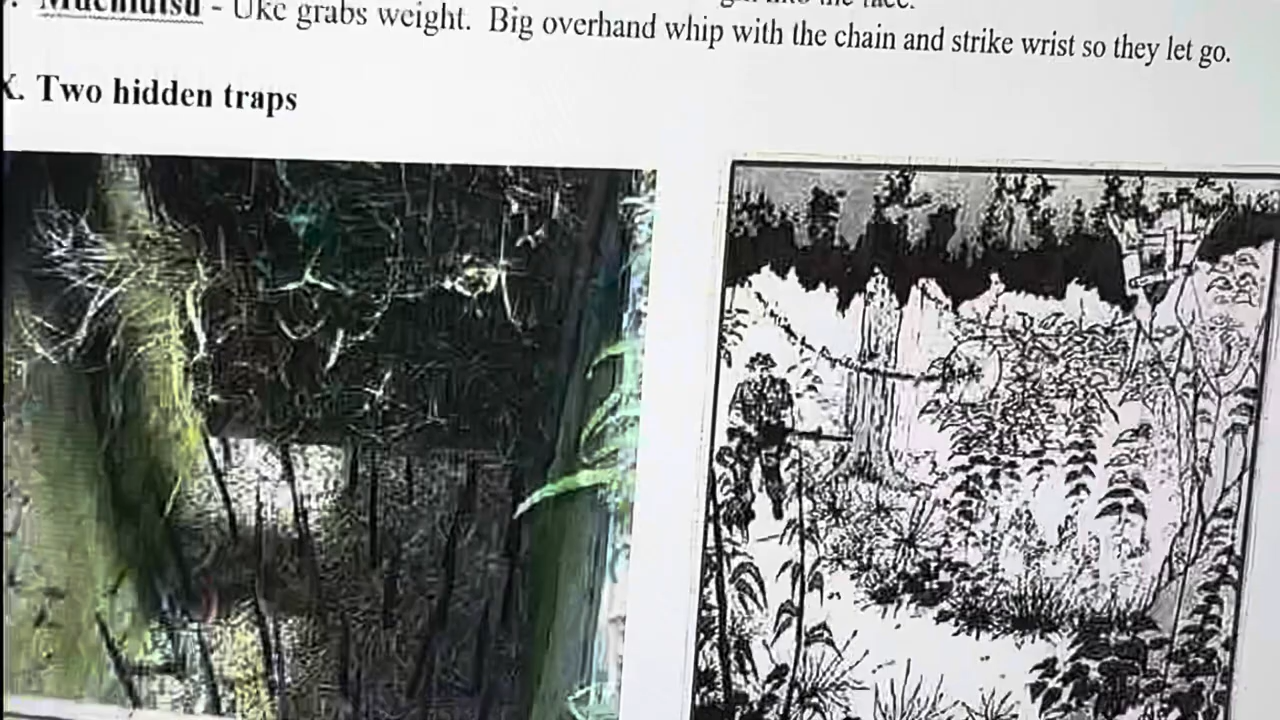 - Uke grabs weight. Big overhand whip with the chain and strike wrist so they let go.
Two hidden traps